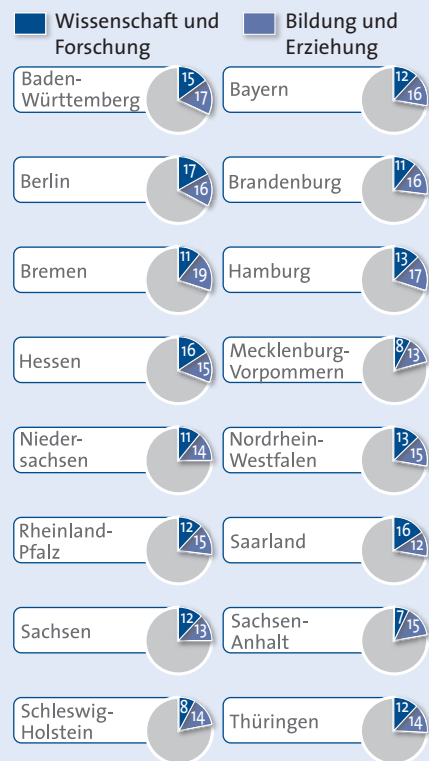 Wissenschaft und
Forschung
Bildung und
Erziehung
Baden-
Württemberg
15
17
Bayern
12
16
Berlin
17
16
Brandenburg
11
16
Bremen
11
19
Hamburg
13
17
Hessen
16
15
Mecklenburg-
Vorpommern
8
13
Nieder-
sachsen
11
14
Nordrhein-
Westfalen
13
15
Rheinland-
Pfalz
12
15
Saarland
16
12
Sachsen
12
13
Sachsen-
Anhalt
7
15
Schleswig-
Holstein
8
14
Thüringen
12
14